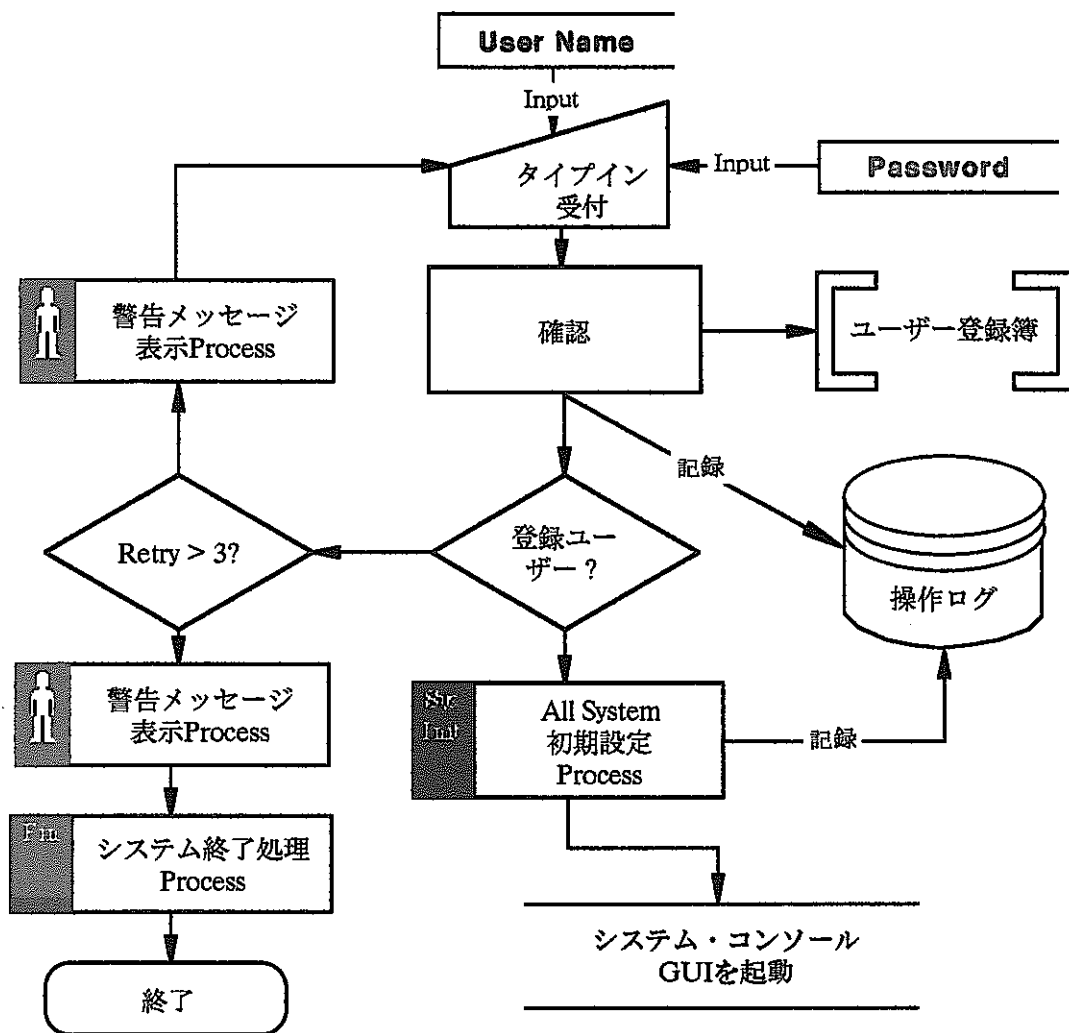 User Name
Input
タイプイン
受付
Input
Password
警告メッセージ
表示Process
確認
ユーザー登録簿
記録
Retry > 3?
登録ユー
ザー？
操作ログ
警告メッセージ
表示Process
All System
初期設定
Process
記録
システム終了処理
Process
システム・コンソール
GUIを起動
終了